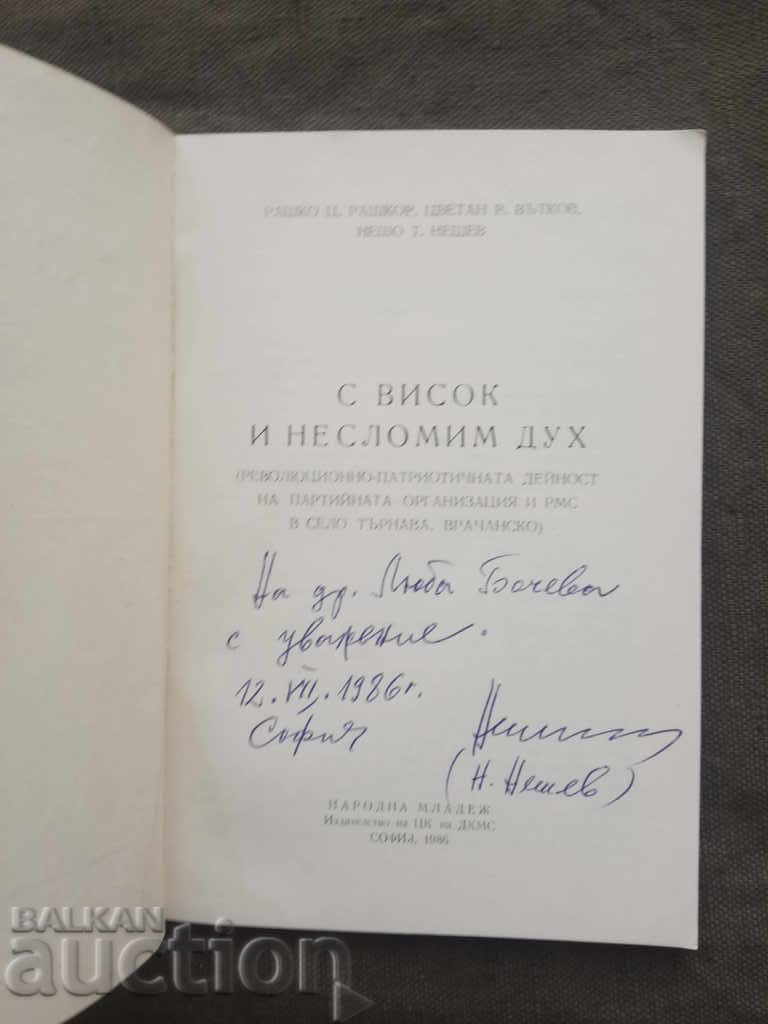 РАШКО Ц. РАШКОВ, ЦВЕТАН В. ВЪЛКОВ,
НЕШО Т. НЕШЕВ
С ВИСОК
И НЕСЛОМИМ ДУХ
(РЕВОЛЮЦИОННО-ПАТРИОТИЧНАТА ДЕЙНОСТ
НА ПАРТИЙНАТА ОРГАНИЗАЦИЯ И РМС
В СЕЛО ТЪРНАВА, ВРАЧАНСКО)
На др. Люба Бочева
с уважение.
12.VII.1986г.
София
(Н. Нешев)
НАРОДНА МЛАДЕЖ
Издателство на ЦК на ДКМС
СОФИЯ, 1986
BALKAN
auction